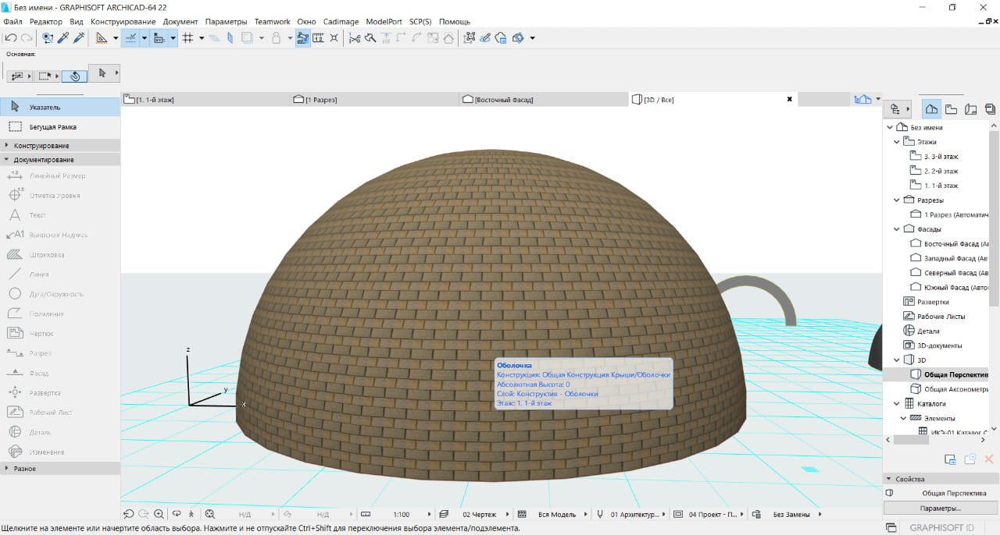 Без имени - GRAPHISOFT ARCHICAD-64 22
Файл Редактор Вид Конструирование Документ Параметры Teamwork Окно Cadimage ModelPort SCP(S) Помощь
Основная:
[1. 1-й этаж]
[1 Разрез]
[Восточный Фасад]
[3D / Все]
Указатель
Бегущая Рамка
Конструирование
Документирование
Линейный Размер
Отметка Уровня
Текст
Выносная Надпись
Штриховка
Линия
Дуга/Окружность
Полилиния
Чертеж
Разрез
Фасад
Развертка
Рабочий Лист
Деталь
Изменение
Разное
z
y
x
Оболочка
Конструкция: Общая Конструкция Крыши/Оболочки
Абсолютная Высота: 0
Слой: Конструктив - Оболочки
Этаж: 1. 1-й этаж
Без имени
Этажи
3. 3-й этаж
2. 2-й этаж
1. 1-й этаж
Разрезы
1 Разрез (Автоматич
Фасады
Восточный Фасад (Ав
Западный Фасад (Ав
Северный Фасад (Ав
Южный Фасад (Авто
Развертки
Рабочие Листы
Детали
3D-документы
3D
Общая Перспектив
Общая Аксонометри
Каталоги
Элементы
ИКЭ-01 Каталог С
Свойства
Общая Перспектива
Параметры...
Н/Д
Н/Д
1:100
02 Чертеж
Вся Модель
01 Архитектур...
04 Проект - П...
Без Замены
Щелкните на элементе или начертите область выбора. Нажмите и не отпускайте Ctrl+Shift для переключения выбора элемента/подэлемента.
GRAPHISOFT ID